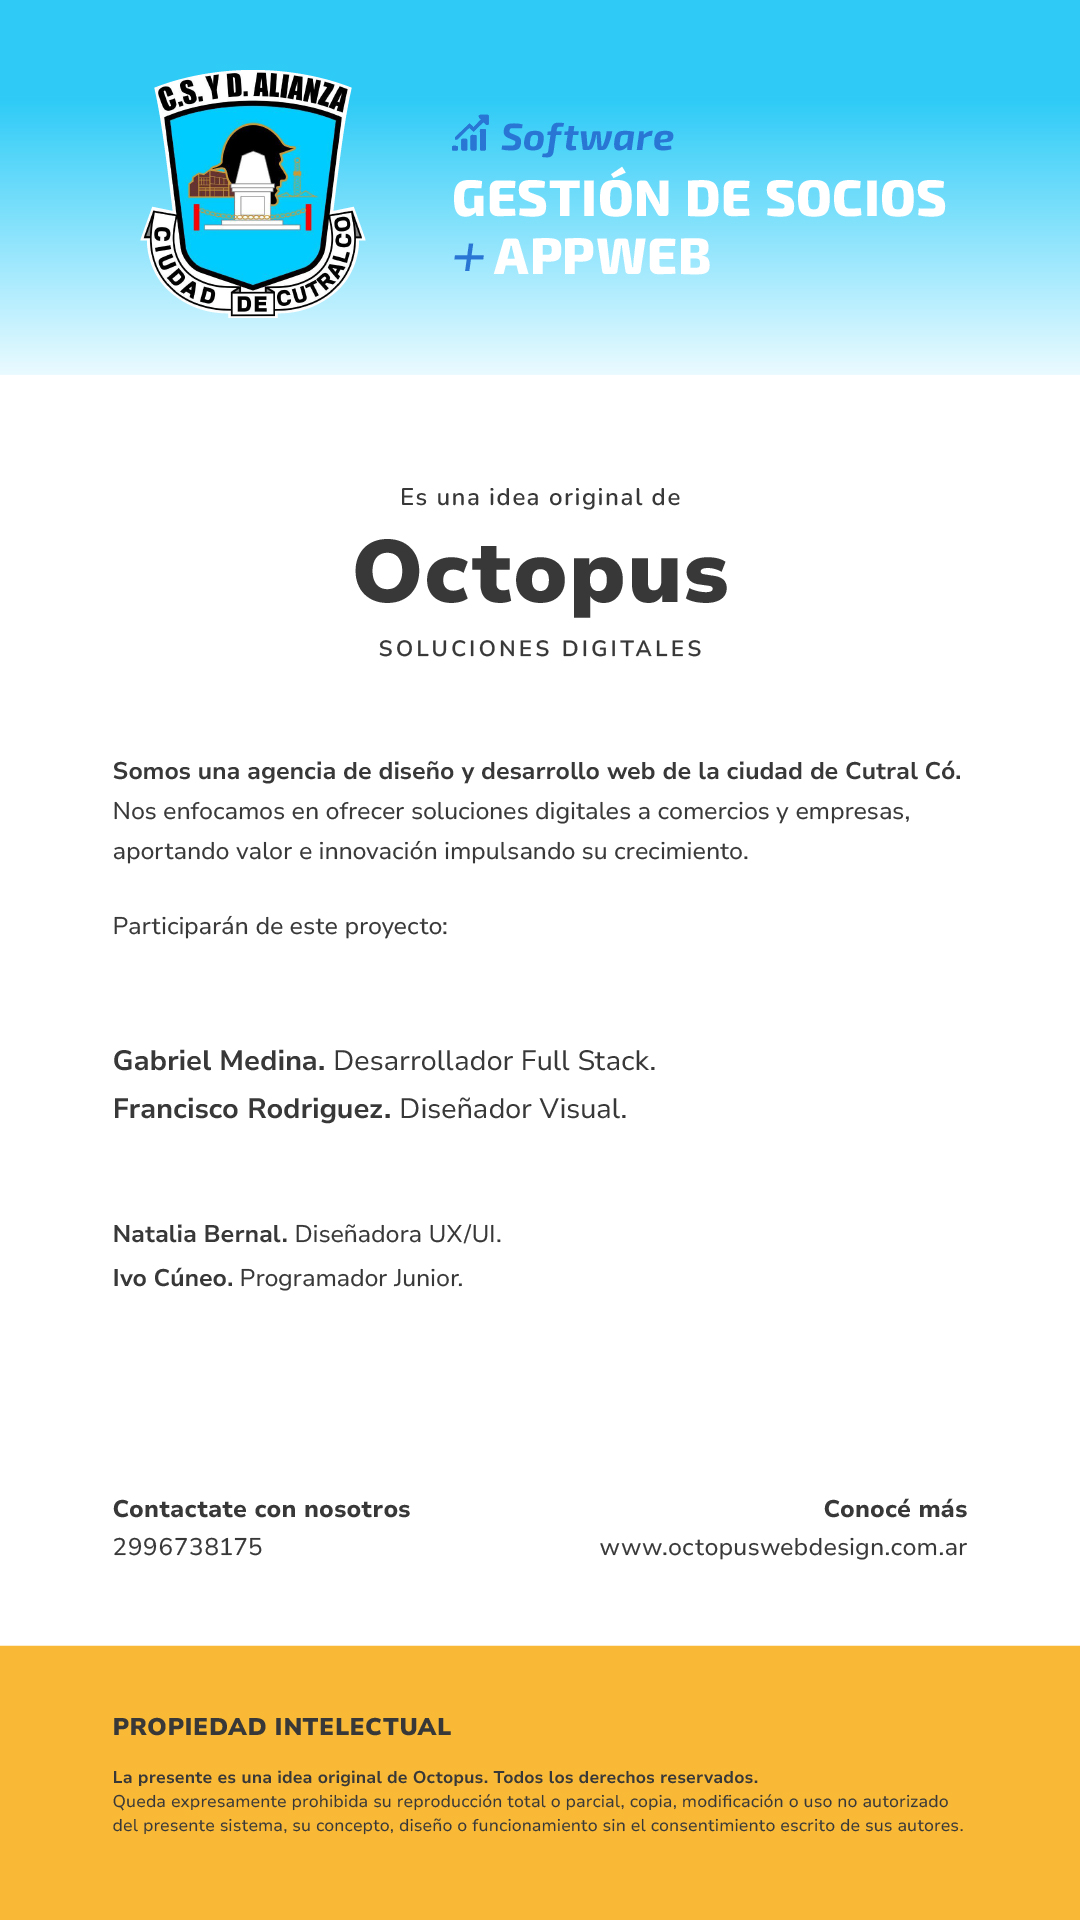 C.S. Y D. ALIANZA
CIUDAD DE CUTRALCO
Software
GESTIÓN DE SOCIOS
+ APPWEB
Es una idea original de
Octopus
SOLUCIONES DIGITALES
Somos una agencia de diseño y desarrollo web de la ciudad de Cutral Có.
Nos enfocamos en ofrecer soluciones digitales a comercios y empresas,
aportando valor e innovación impulsando su crecimiento.
Participarán de este proyecto:
Gabriel Medina. Desarrollador Full Stack.
Francisco Rodriguez. Diseñador Visual.
Natalia Bernal. Diseñadora UX/UI.
Ivo Cúneo. Programador Junior.
Contactate con nosotros
2996738175
Conocé más
www.octopuswebdesign.com.ar
PROPIEDAD INTELECTUAL
La presente es una idea original de Octopus. Todos los derechos reservados.
Queda expresamente prohibida su reproducción total o parcial, copia, modificación o uso no autorizado
del presente sistema, su concepto, diseño o funcionamiento sin el consentimiento escrito de sus autores.